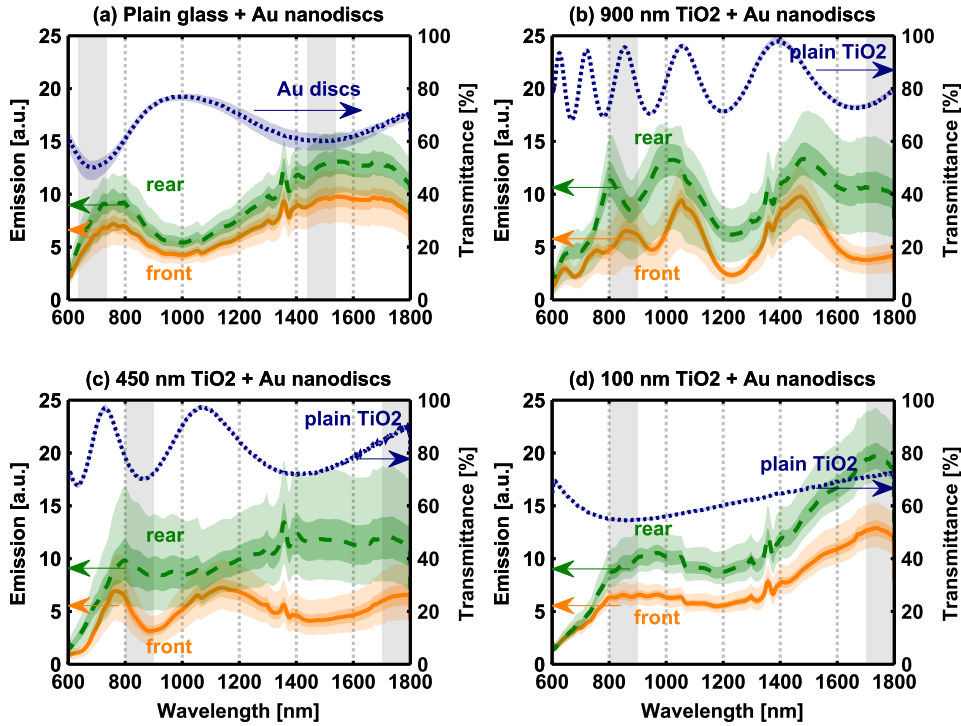 (a) Plain glass + Au nanodiscs
Emission [a.u.]
25
20
15
10
5
0
Au discs
rear
front
100
80
60
40
20
0
Transmittance [%]
600 800 1000 1200 1400 1600 1800
(b) 900 nm TiO2 + Au nanodiscs
Emission [a.u.]
25
20
15
10
5
0
plain TiO2
rear
front
100
80
60
40
20
0
Transmittance [%]
600 800 1000 1200 1400 1600 1800
(c) 450 nm TiO2 + Au nanodiscs
Emission [a.u.]
25
20
15
10
5
0
plain TiO2
rear
front
100
80
60
40
20
0
Transmittance [%]
600 800 1000 1200 1400 1600 1800
Wavelength [nm]
(d) 100 nm TiO2 + Au nanodiscs
Emission [a.u.]
25
20
15
10
5
0
plain TiO2
rear
front
100
80
60
40
20
0
Transmittance [%]
600 800 1000 1200 1400 1600 1800
Wavelength [nm]